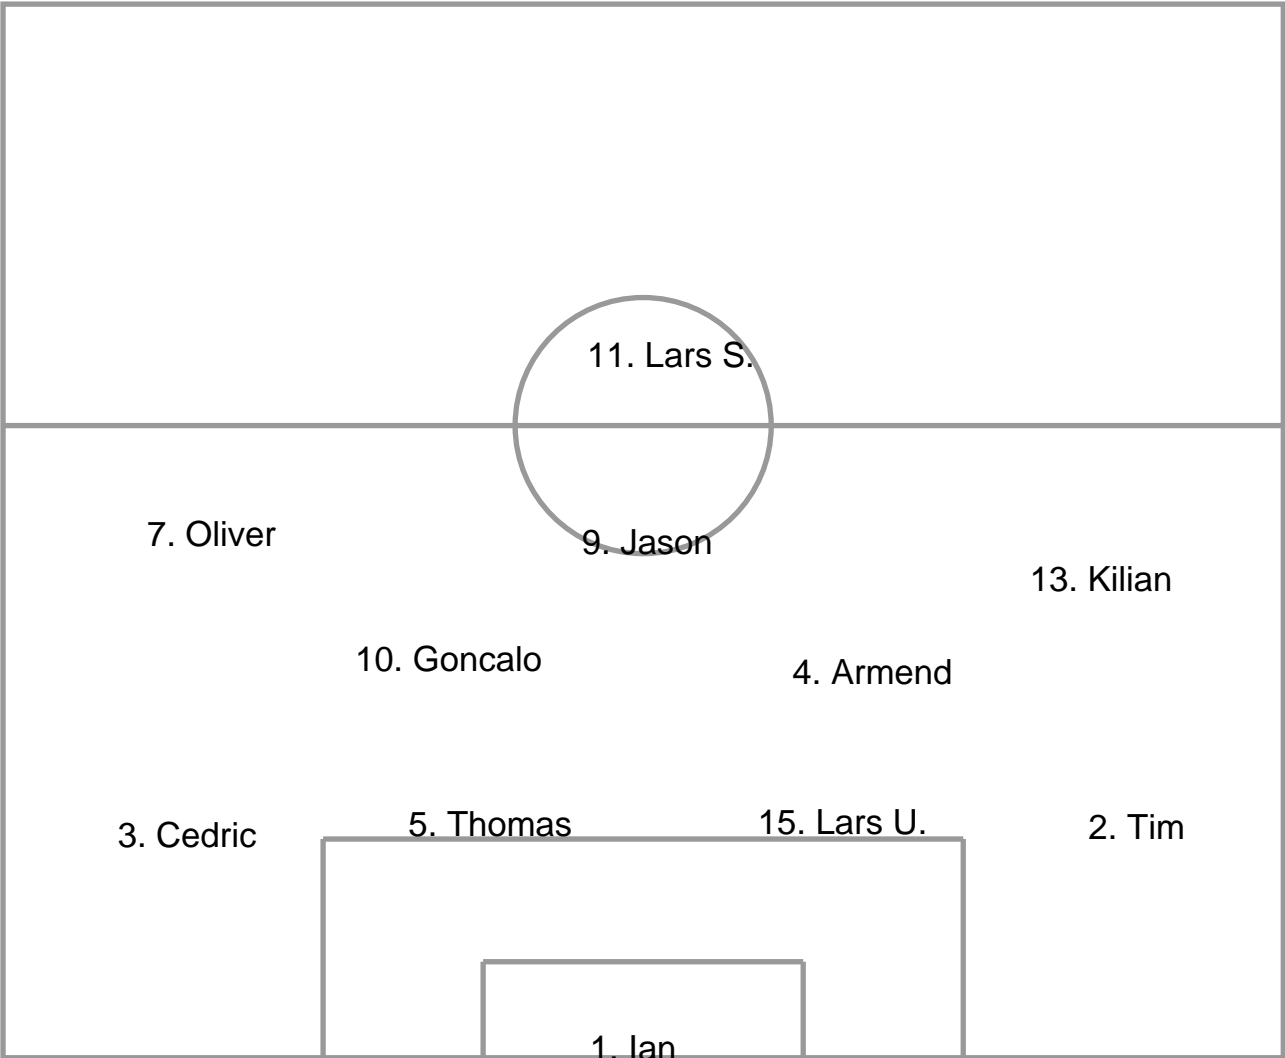 11. Lars S.
7. Oliver
9. Jason
13. Kilian
10. Goncalo
4. Armend
3. Cedric
5. Thomas
15. Lars U.
2. Tim
1. Ian